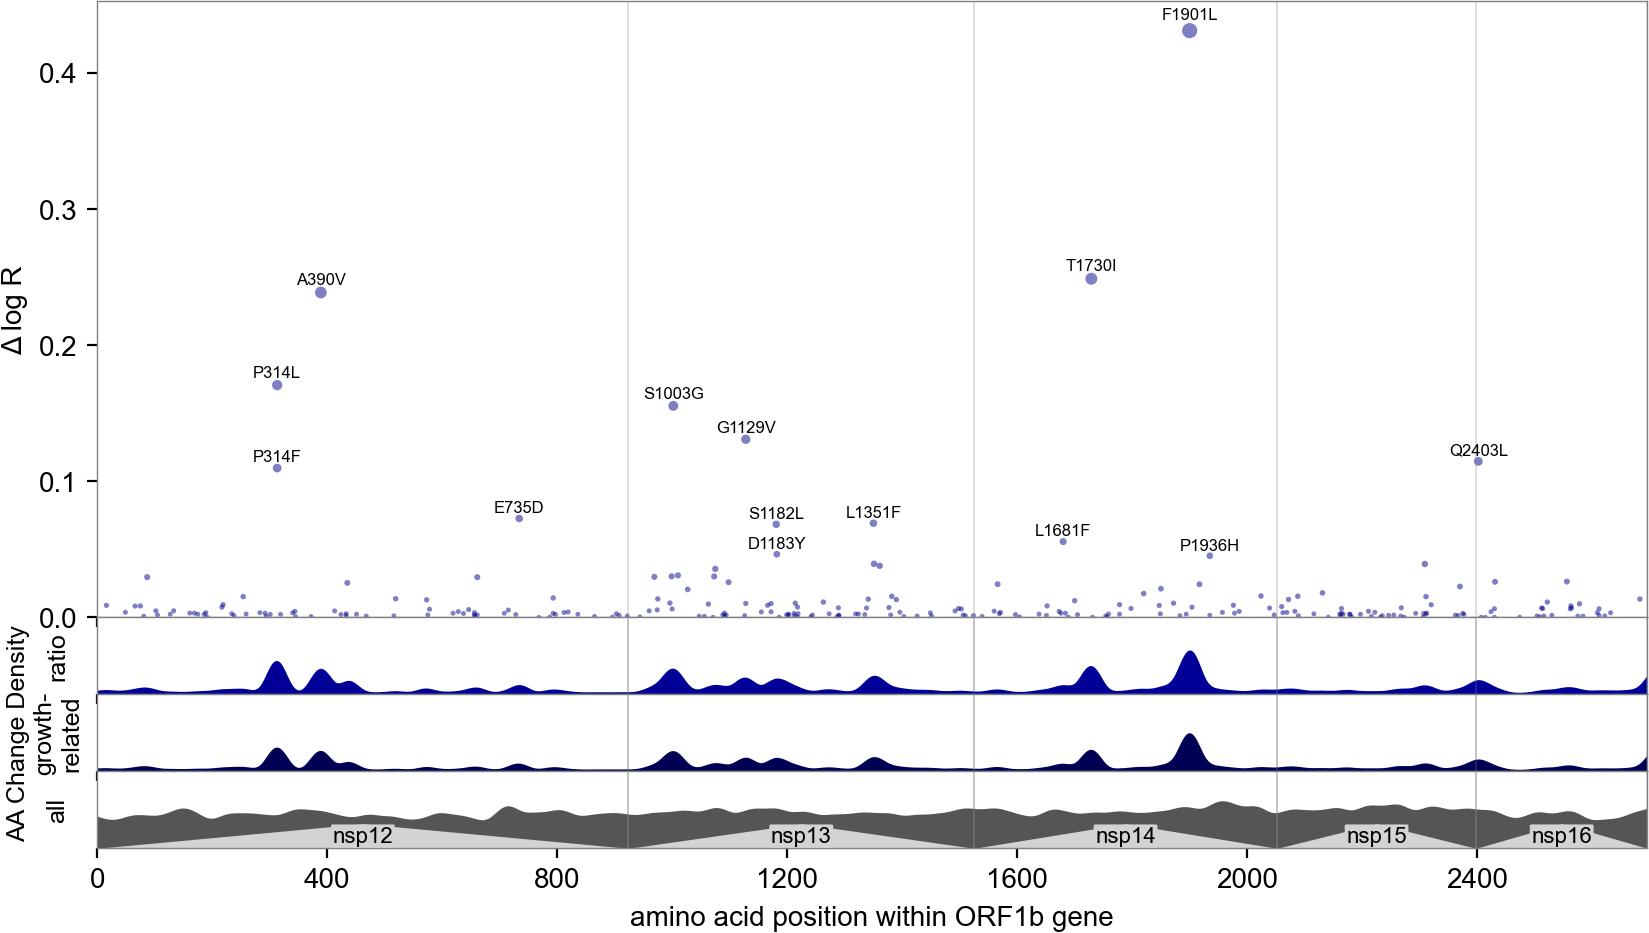 F1901L
0.4
0.3
T1730I
A390V
Δ log R
0.2
P314L
S1003G
G1129V
Q2403L
P314F
0.1
E735D
S1182L
L1351F
L1681F
D1183Y
P1936H
0.0
AA Change Density
ratio
growth-
related
all
nsp12
nsp13
nsp14
nsp15
nsp16
0
400
800
1200
1600
2000
2400
amino acid position within ORF1b gene